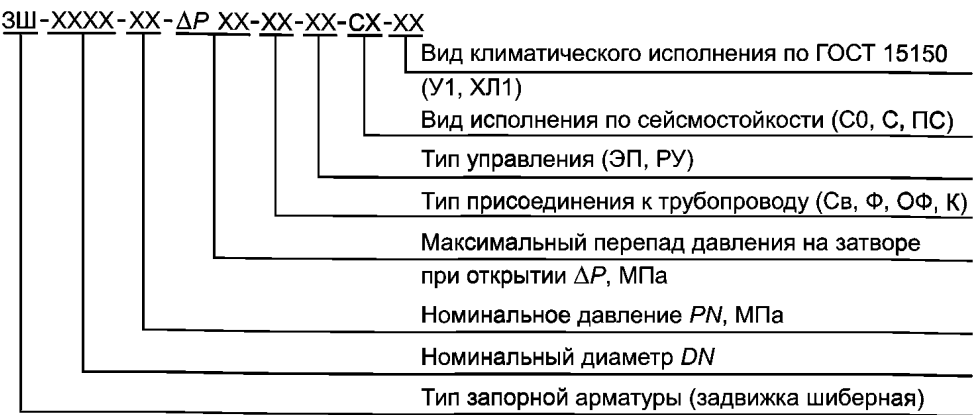 ЗШ-ХХХХ-ХХ-ΔP ХХ-ХХ-ХХ-СХ-ХХ
Вид климатического исполнения по ГОСТ 15150
(У1, ХЛ1)
Вид исполнения по сейсмостойкости (С0, С, ПС)
Тип управления (ЭП, РУ)
Тип присоединения к трубопроводу (Св, Ф, ОФ, К)
Максимальный перепад давления на затворе
при открытии ΔP, МПа
Номинальное давление PN, МПа
Номинальный диаметр DN
Тип запорной арматуры (задвижка шиберная)